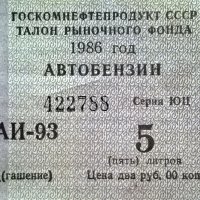 ГОСКОМНЕФТЕПРОДУКТ СССР
ТАЛОН РЫНОЧНОГО ФОНДА
1986 год
АВТОБЕНЗИН
422788 Серия ЮЦ
АИ-93 5
(пять) литров
(гашение) Цена два руб. 00 коп